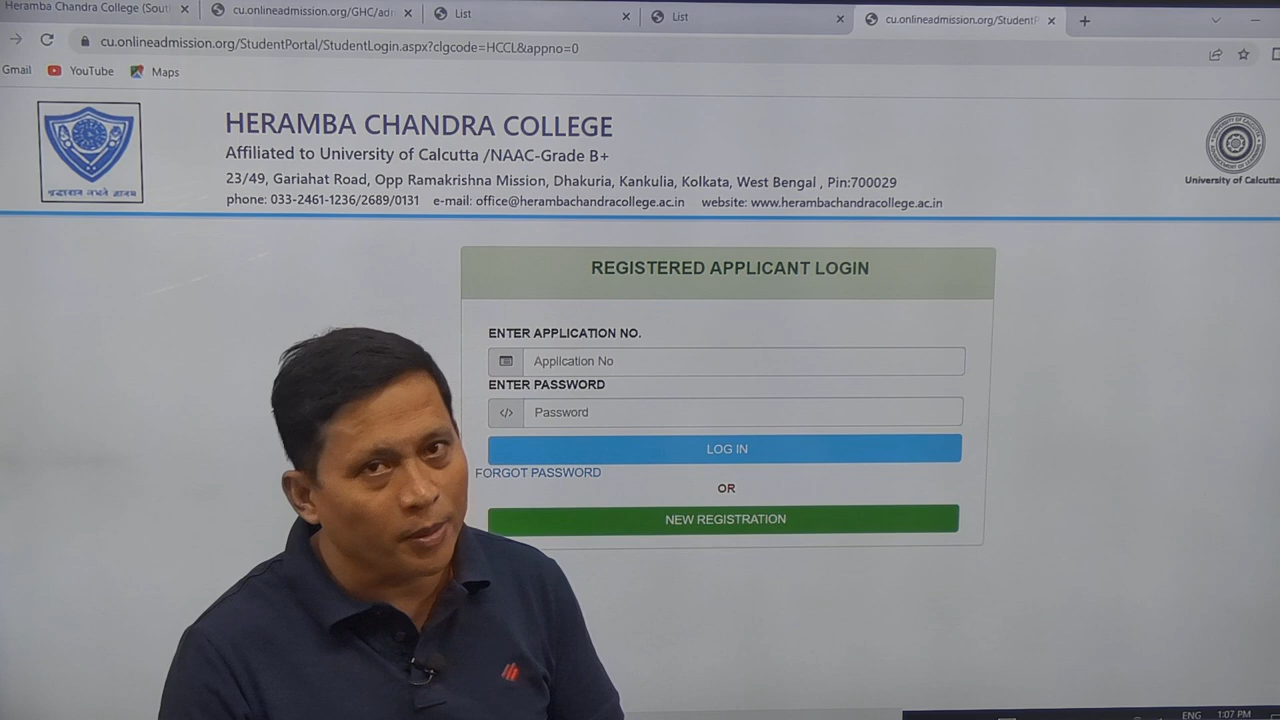 Heramba Chandra College (Sout
cu.onlineadmission.org/GHC/adn
List
List
cu.onlineadmission.org/StudentP
cu.onlineadmission.org/StudentPortal/StudentLogin.aspx?clgcode=HCCL&appno=0
Gmail YouTube Maps
HERAMBA CHANDRA COLLEGE
Affiliated to University of Calcutta /NAAC-Grade B+
23/49, Gariahat Road, Opp Ramakrishna Mission, Dhakuria, Kankulia, Kolkata, West Bengal , Pin:700029
phone: 033-2461-1236/2689/0131 e-mail: office@herambachandracollege.ac.in website: www.herambachandracollege.ac.in
University of Calcutta
REGISTERED APPLICANT LOGIN
ENTER APPLICATION NO.
Application No
ENTER PASSWORD
Password
LOG IN
FORGOT PASSWORD
OR
NEW REGISTRATION
ENG 1:07 PM